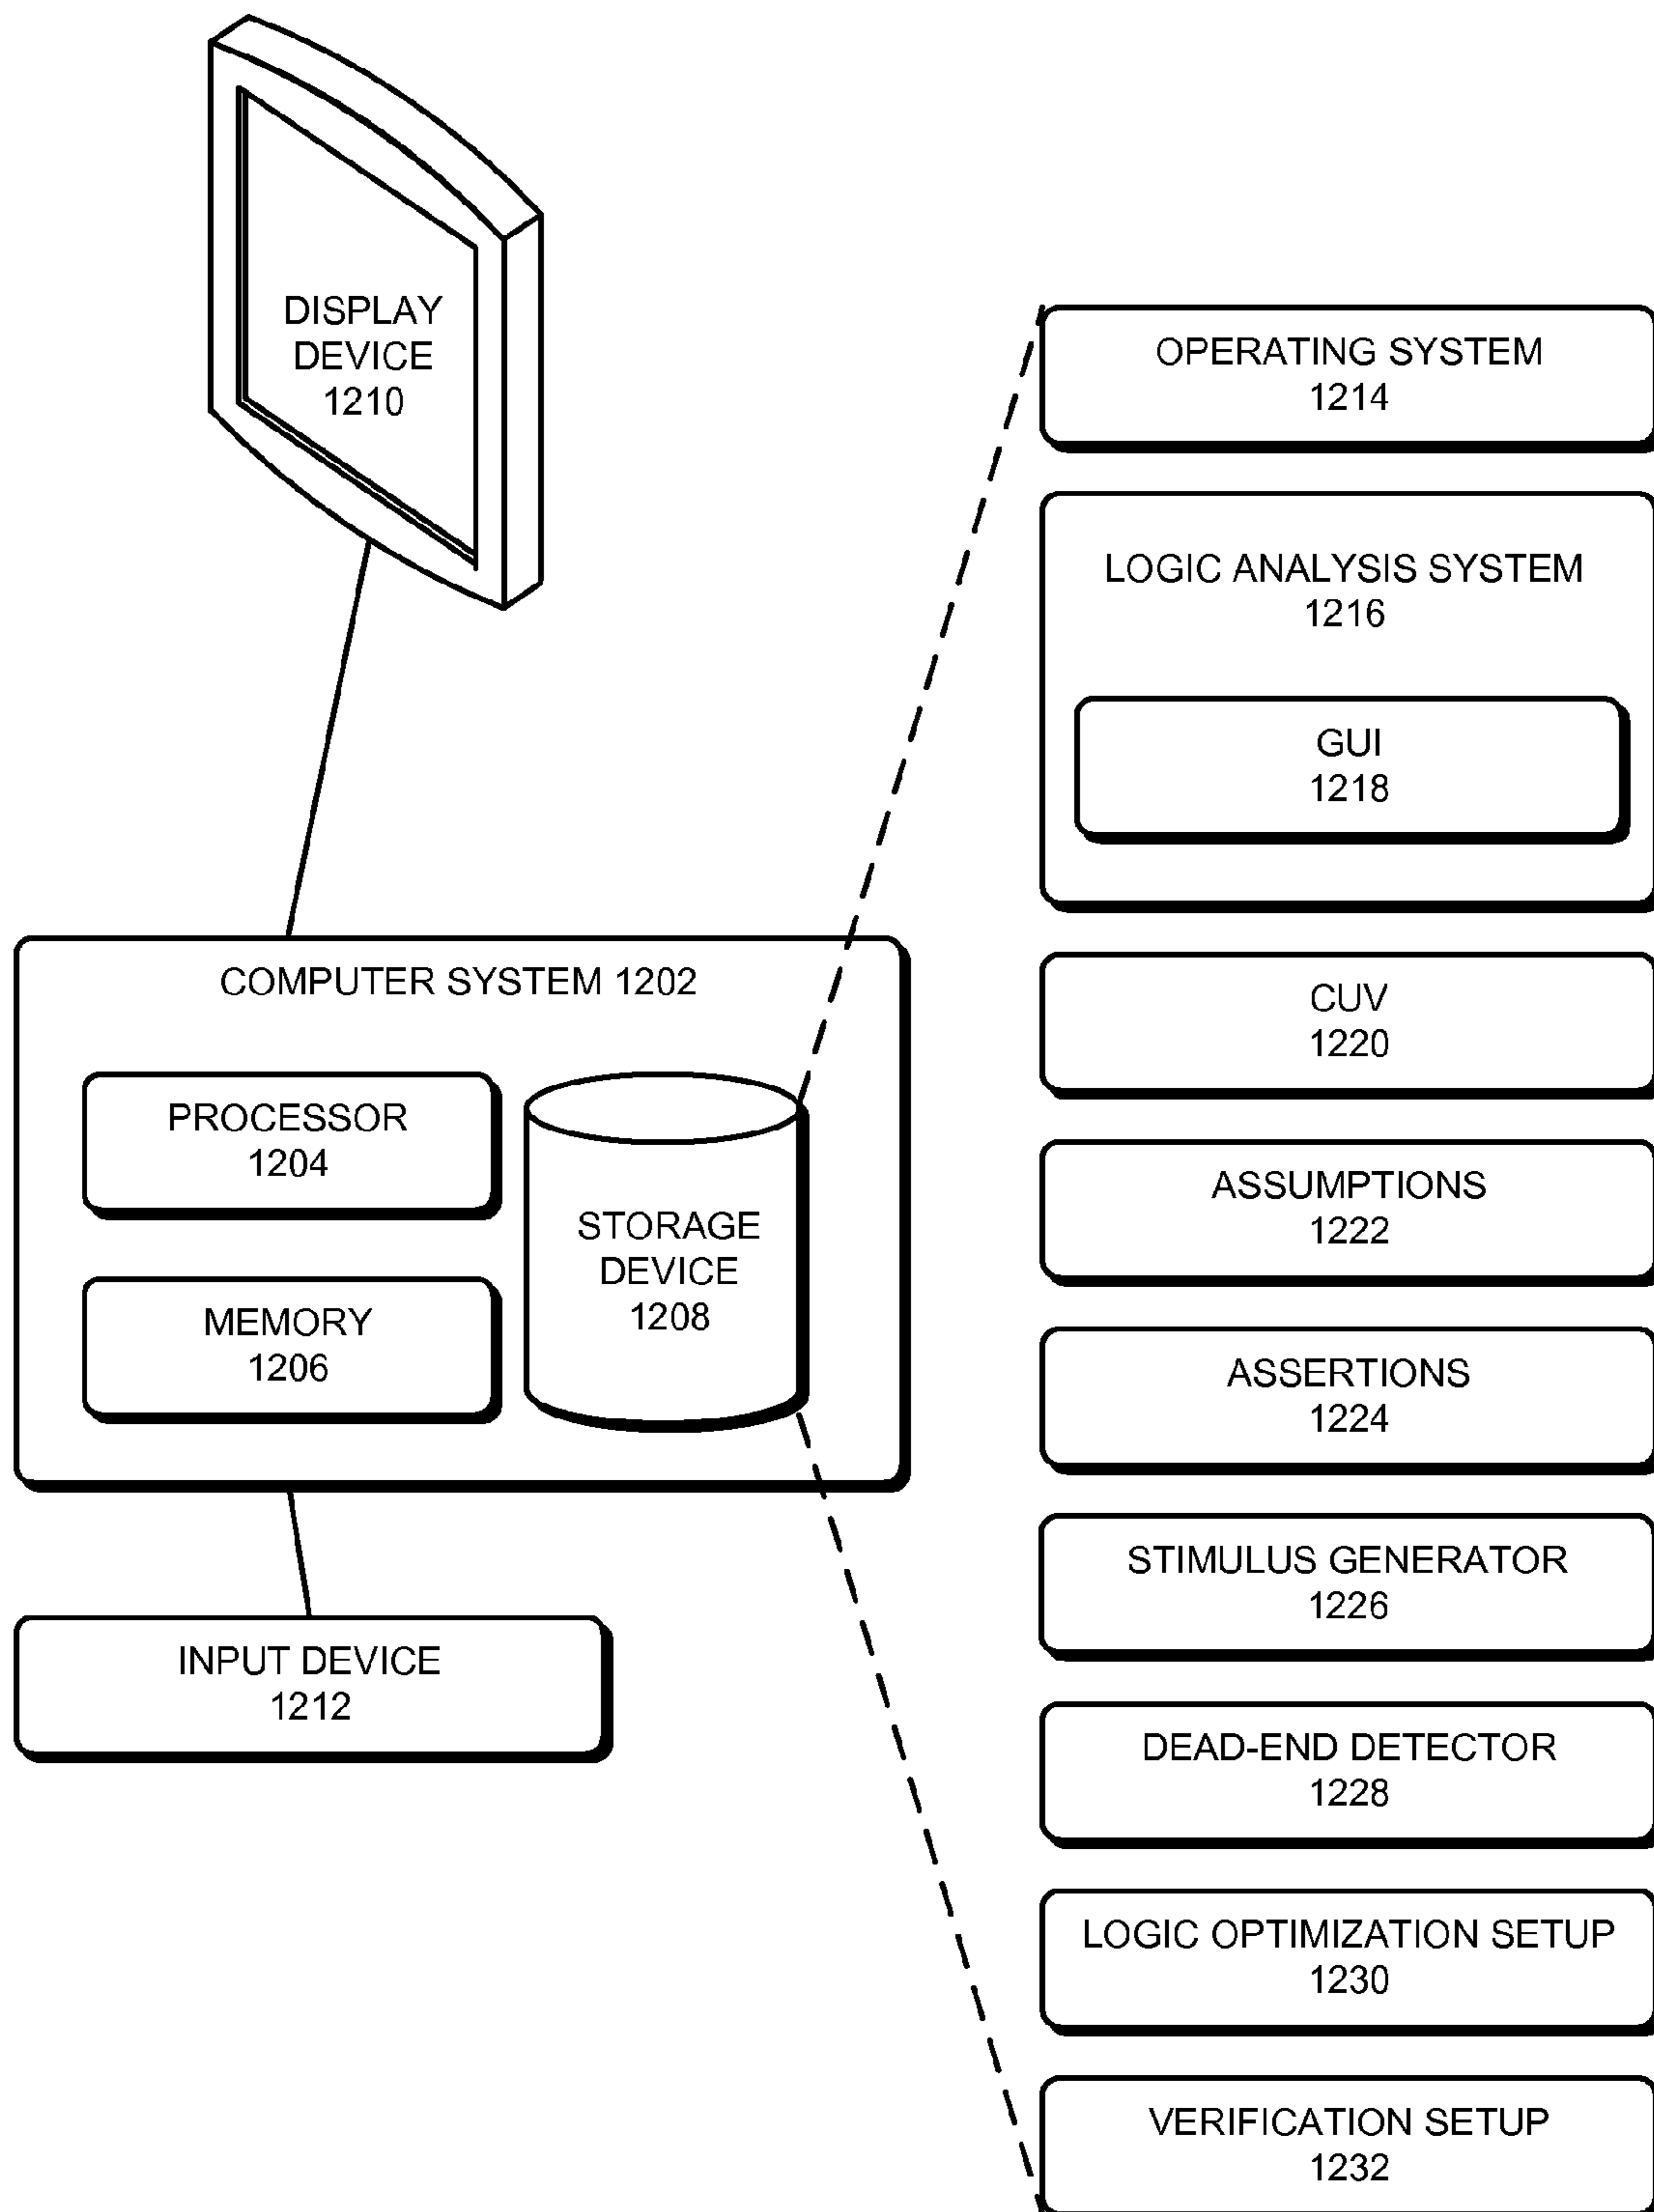 DISPLAY
DEVICE
1210
COMPUTER SYSTEM 1202
PROCESSOR
1204
MEMORY
1206
STORAGE
DEVICE
1208
INPUT DEVICE
1212
OPERATING SYSTEM
1214
LOGIC ANALYSIS SYSTEM
1216
GUI
1218
CUV
1220
ASSUMPTIONS
1222
ASSERTIONS
1224
STIMULUS GENERATOR
1226
DEAD-END DETECTOR
1228
LOGIC OPTIMIZATION SETUP
1230
VERIFICATION SETUP
1232